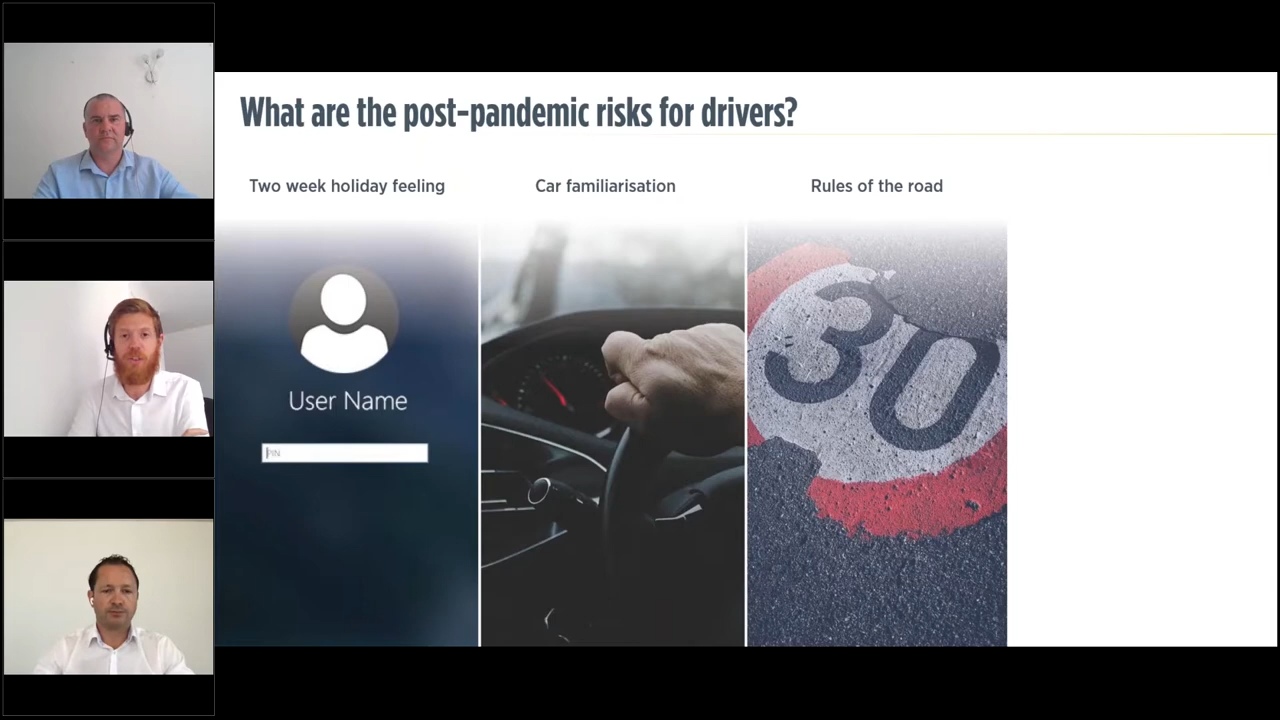 What are the post-pandemic risks for drivers?
Two week holiday feeling
Car familiarisation
Rules of the road
User Name
PIN
30